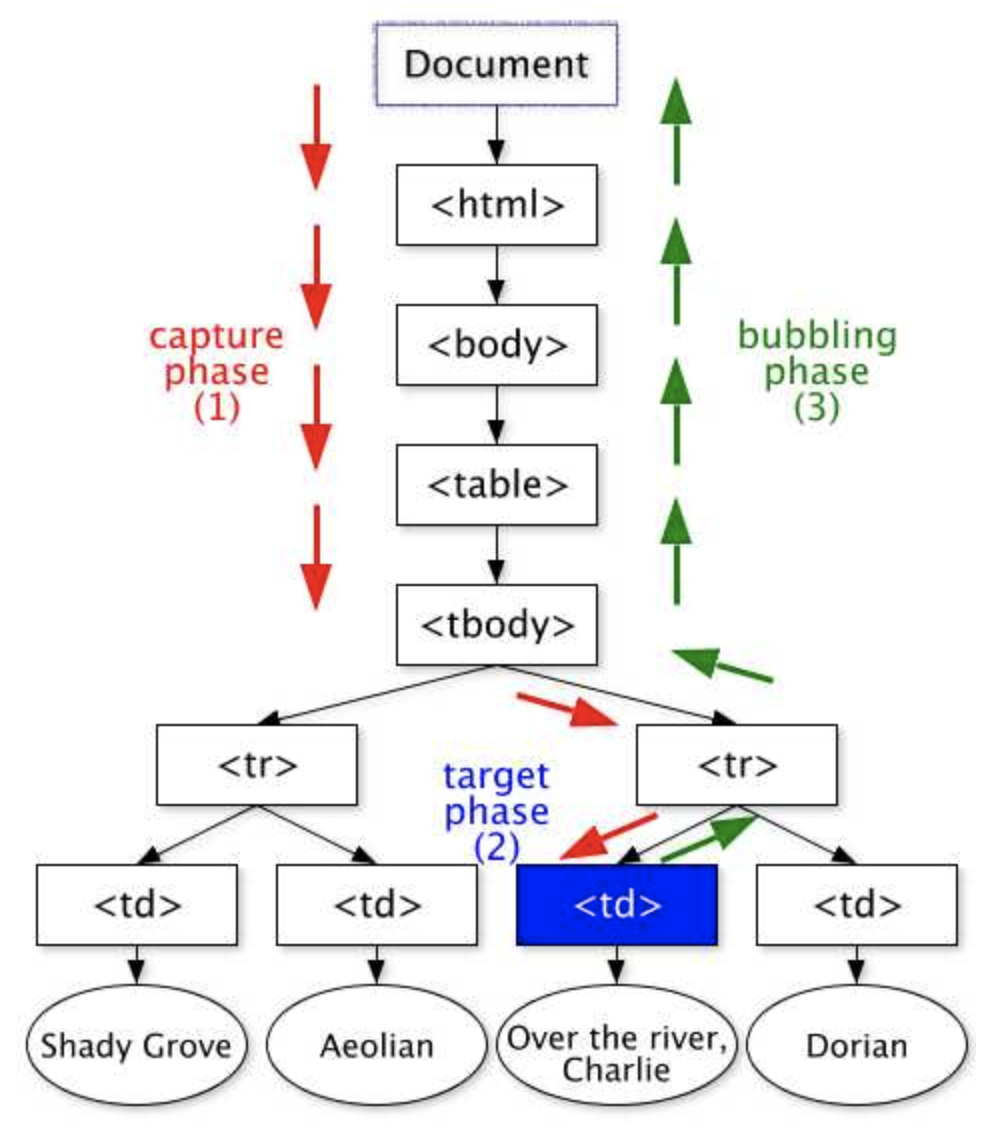 Document
<html>
capture
phase
(1)
<body>
bubbling
phase
(3)
<table>
<tbody>
<tr>
target
phase
(2)
<tr>
<td>
<td>
<td>
<td>
Shady Grove
Aeolian
Over the river,
Charlie
Dorian